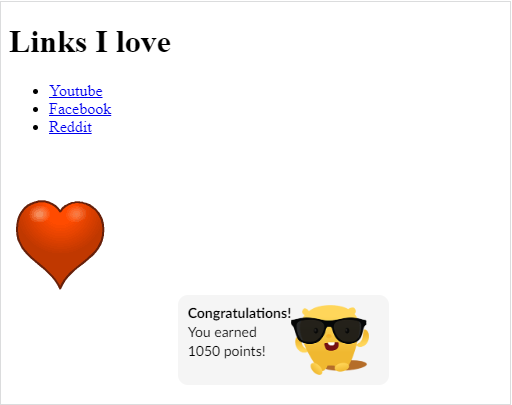 Links I love
Youtube
Facebook
Reddit
Congratulations!
You earned
1050 points!